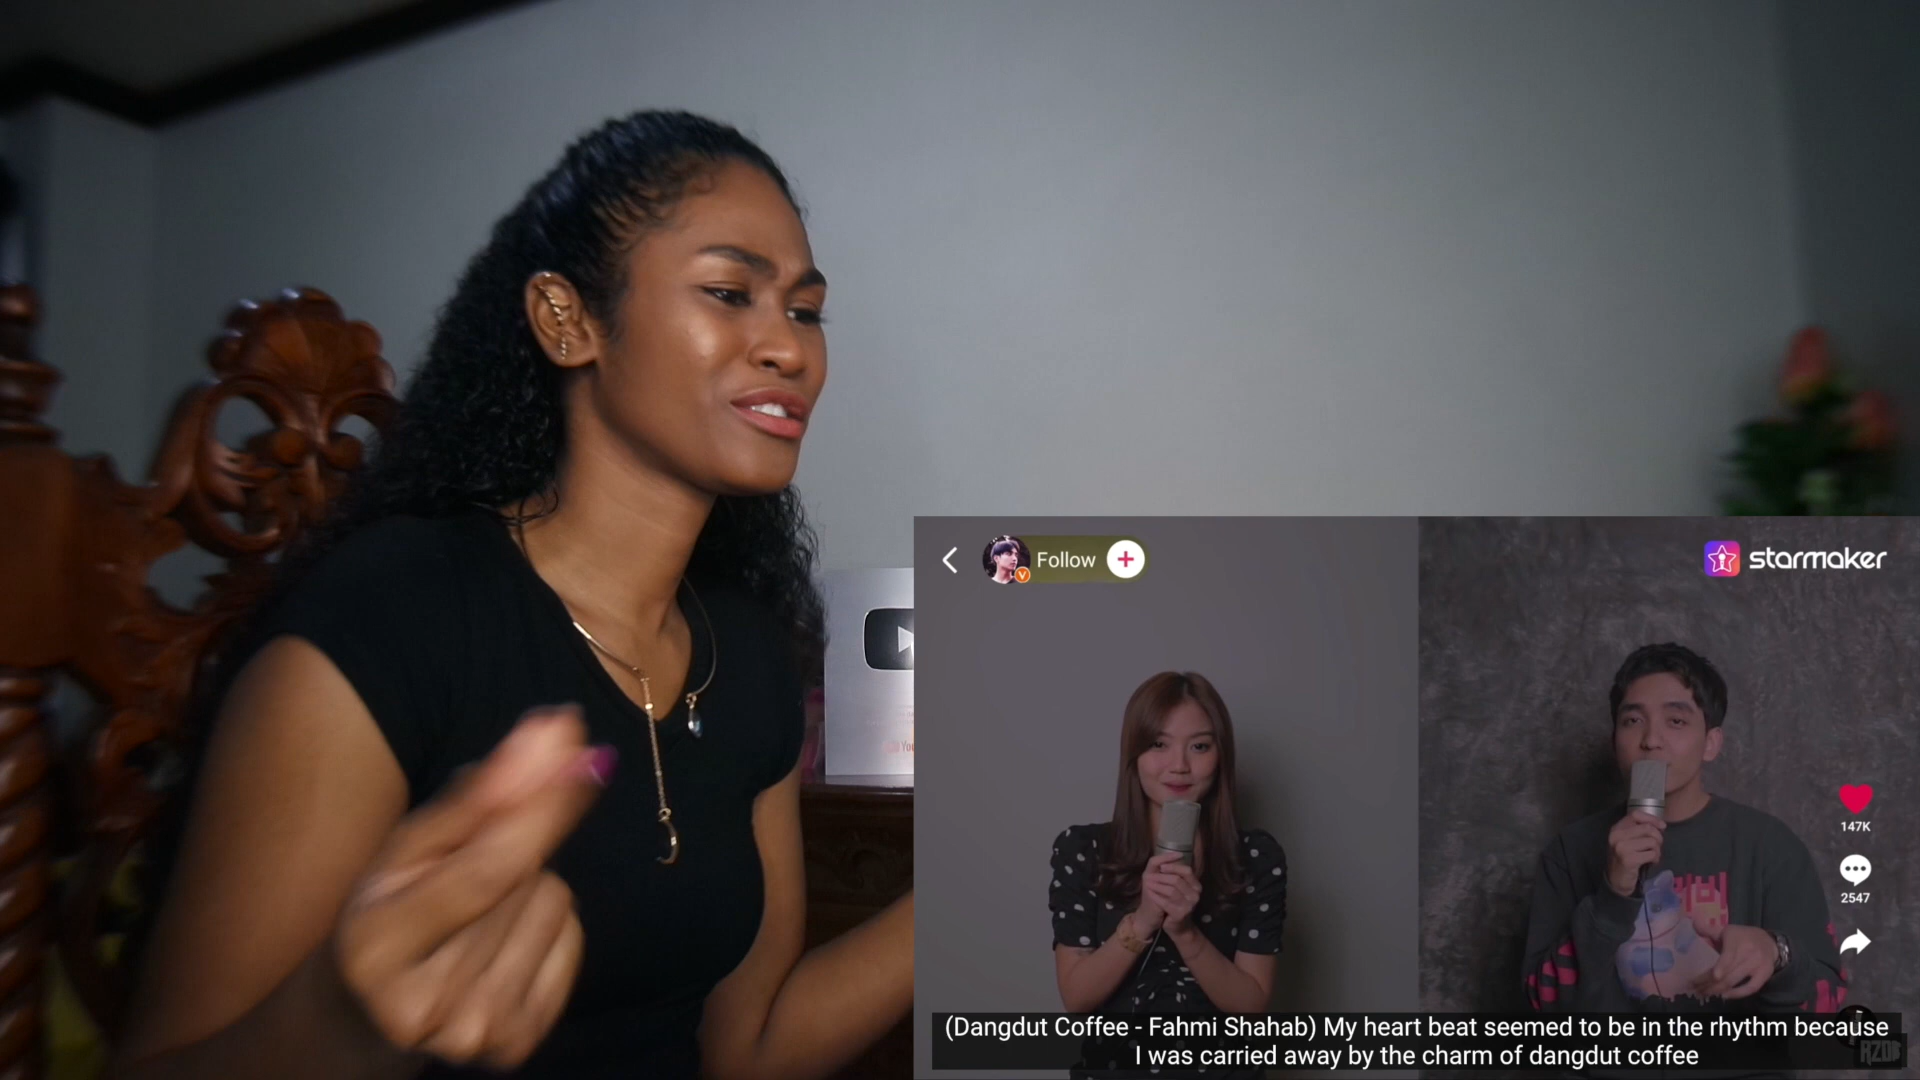 Follow
starmaker
147K
2547
(Dangdut Coffee - Fahmi Shahab) My heart beat seemed to be in the rhythm because
I was carried away by the charm of dangdut coffee